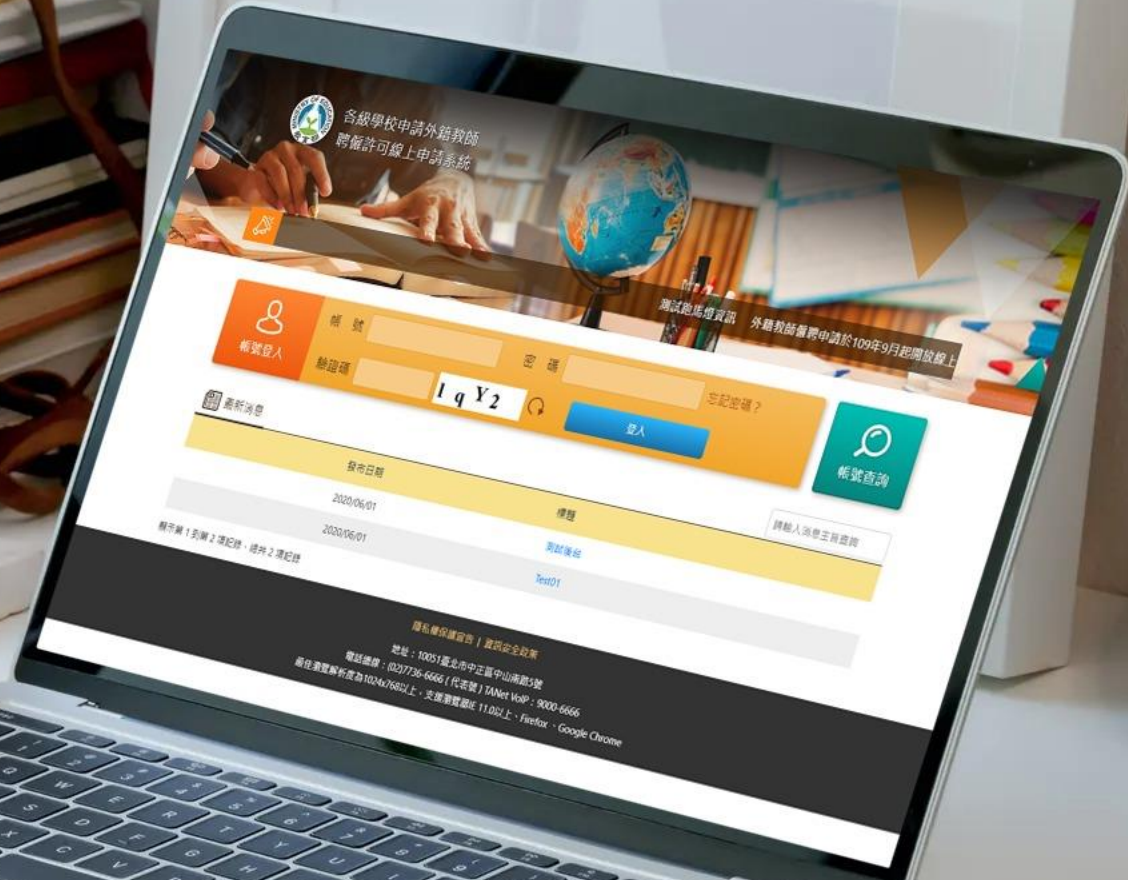 MINISTRY OF EDUCATION
教育部
各級學校申請外籍教師
聘僱許可線上申請系統
測試跑馬燈資訊 外籍教師僱聘申請於109年9月起開放線上
帳號登入
帳 號
密 碼
忘記密碼？
驗證碼
l q Y 2
登入
帳號查詢
最新消息
請輸入消息主旨查詢
發布日期 標題
2020/06/01 測試後台
2020/06/01 Test01
顯示第 1 到第 2 項記錄，總共 2 項記錄
隱私權保護宣告 | 資訊安全政策
地址：10051臺北市中正區中山南路5號
電話總機：(02)7736-6666 ( 代表號 ) TANet VoIP：9000-6666
最佳瀏覽解析度為1024x768以上，支援瀏覽器IE 11.0以上、Firefox 、Google Chrome